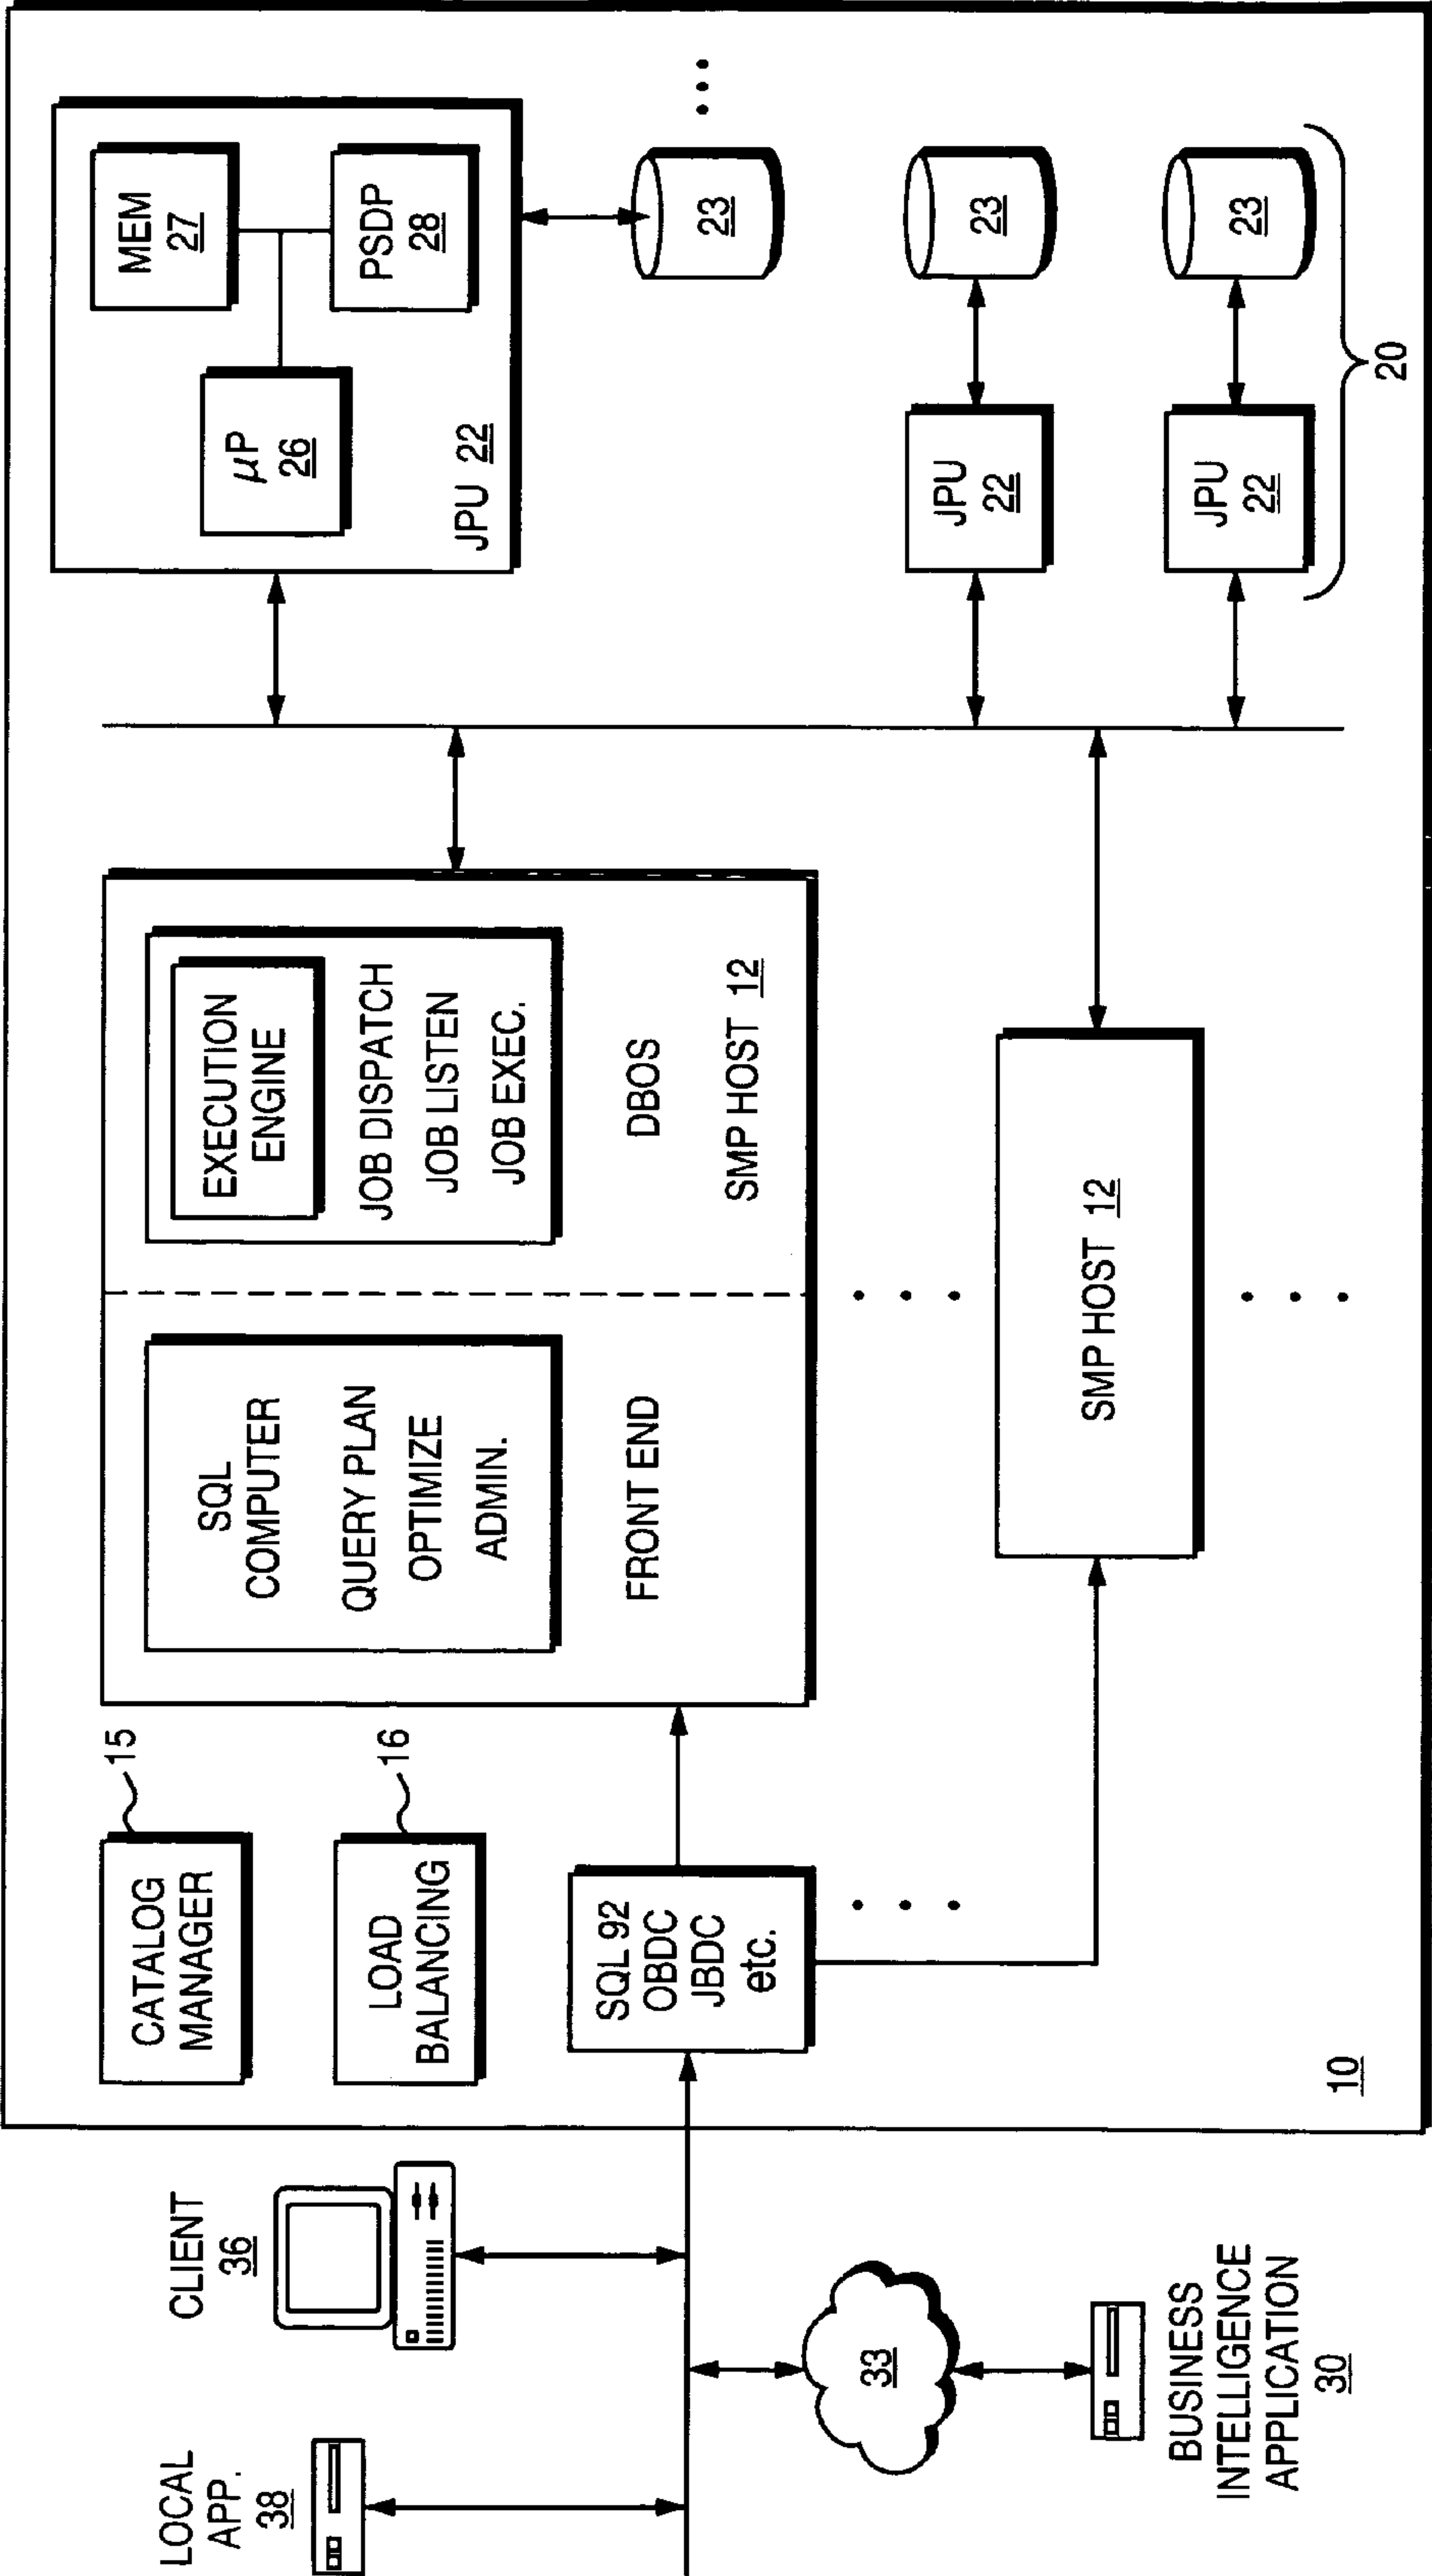 LOCAL
APP.
38
CLIENT
36
BUSINESS
INTELLIGENCE
APPLICATION
30
33
CATALOG
MANAGER
15
LOAD
BALANCING
16
SQL 92
OBDC
JBDC
etc.
10
SQL
COMPUTER
QUERY PLAN
OPTIMIZE
ADMIN.
FRONT END
EXECUTION
ENGINE
JOB DISPATCH
JOB LISTEN
JOB EXEC.
DBOS
SMP HOST 12
SMP HOST 12
MEM
27
PSDP
28
μP
26
JPU 22
23
JPU
22
23
JPU
22
23
20